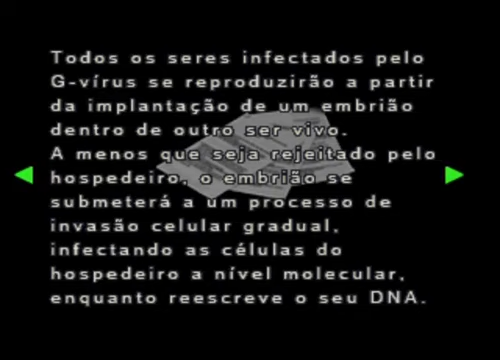 Todos os seres infectados pelo
G-vírus se reproduzirão a partir
da implantação de um embrião
dentro de outro ser vivo.
A menos que seja rejeitado pelo
hospedeiro, o embrião se
submeterá a um processo de
invasão celular gradual,
infectando as células do
hospedeiro a nível molecular,
enquanto reescreve o seu DNA.